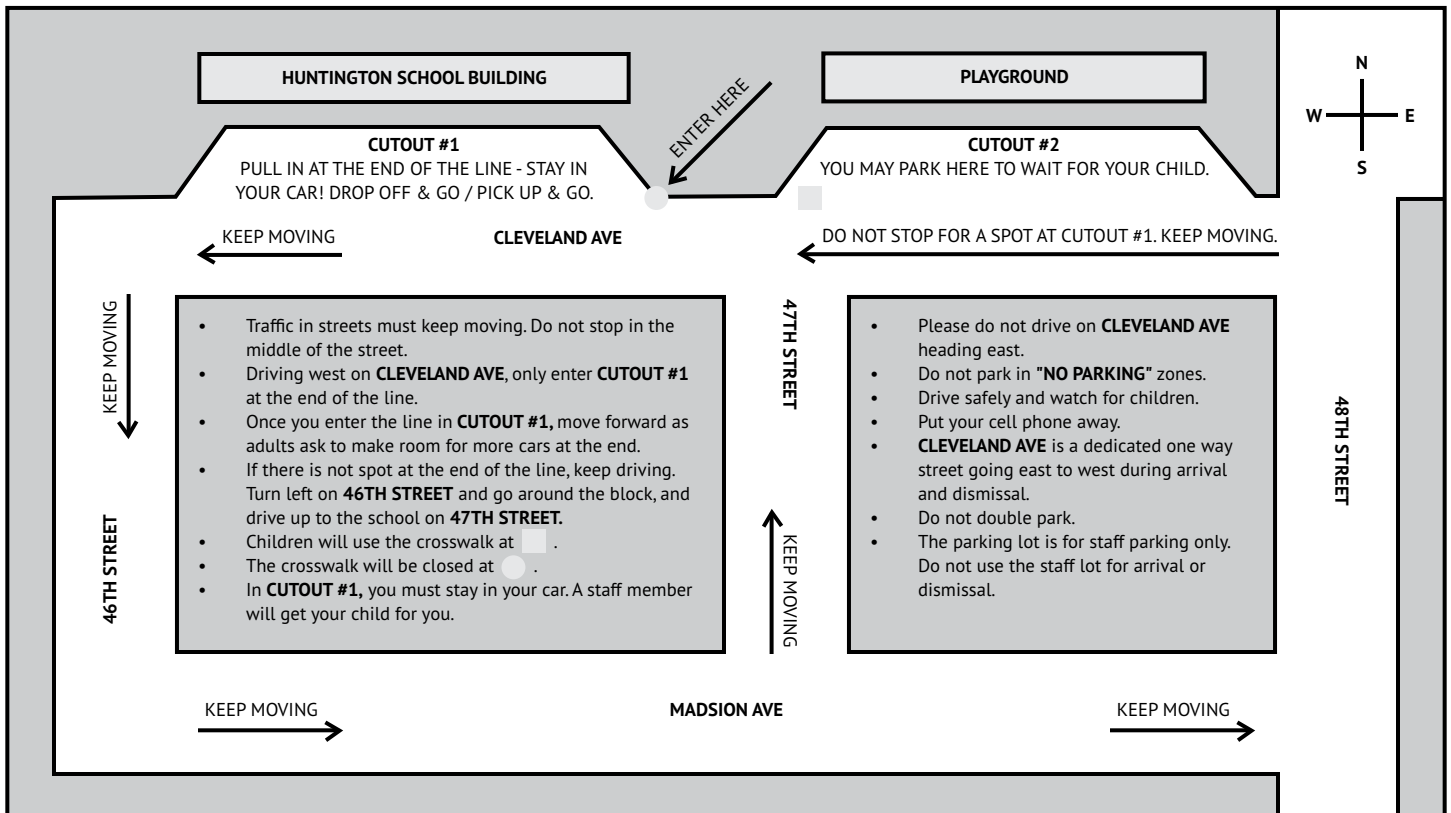 HUNTINGTON SCHOOL BUILDING
PLAYGROUND
N
W
E
S
ENTER HERE
CUTOUT #1
PULL IN AT THE END OF THE LINE - STAY IN
YOUR CAR! DROP OFF & GO / PICK UP & GO.
CUTOUT #2
YOU MAY PARK HERE TO WAIT FOR YOUR CHILD.
KEEP MOVING
CLEVELAND AVE
DO NOT STOP FOR A SPOT AT CUTOUT #1. KEEP MOVING.
KEEP MOVING
46TH STREET
• Traffic in streets must keep moving. Do not stop in the
middle of the street.
• Driving west on CLEVELAND AVE, only enter CUTOUT #1
at the end of the line.
• Once you enter the line in CUTOUT #1, move forward as
adults ask to make room for more cars at the end.
• If there is not spot at the end of the line, keep driving.
Turn left on 46TH STREET and go around the block, and
drive up to the school on 47TH STREET.
• Children will use the crosswalk at .
• The crosswalk will be closed at .
• In CUTOUT #1, you must stay in your car. A staff member
will get your child for you.
47TH STREET
KEEP MOVING
• Please do not drive on CLEVELAND AVE
heading east.
• Do not park in "NO PARKING" zones.
• Drive safely and watch for children.
• Put your cell phone away.
• CLEVELAND AVE is a dedicated one way
street going east to west during arrival
and dismissal.
• Do not double park.
• The parking lot is for staff parking only.
Do not use the staff lot for arrival or
dismissal.
48TH STREET
KEEP MOVING
MADSION AVE
KEEP MOVING